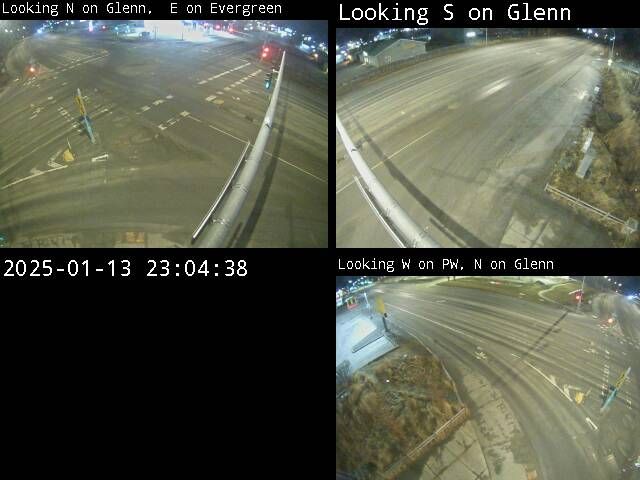 Looking N on Glenn, E on Evergreen
Looking S on Glenn
2025-01-13 23:04:38
Looking W on PW, N on Glenn